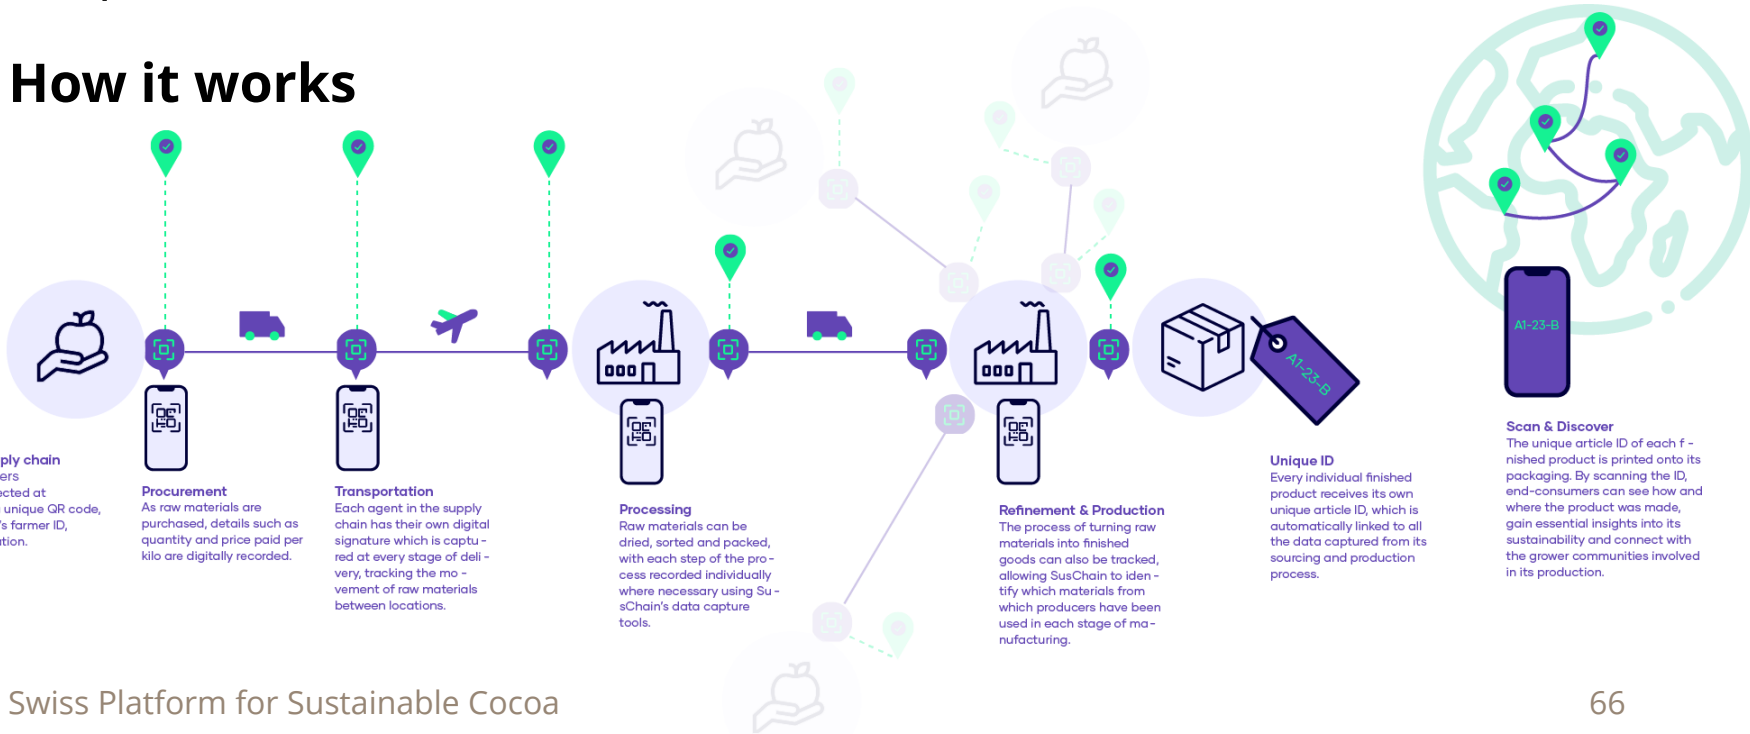 How it works
ply chain
ers
ected at
unique QR code,
's farmer ID,
tion.
Procurement
As raw materials are
purchased, details such as
quantity and price paid per
kilo are digitally recorded.
Transportation
Each agent in the supply
chain has their own digital
signature which is captu -
red at every stage of deli -
very, tracking the mo -
vement of raw materials
between locations.
Processing
Raw materials can be
dried, sorted and packed,
with each step of the pro -
cess recorded individually
where necessary using Su -
sChain's data capture
tools.
Refinement & Production
The process of turning raw
materials into finished
goods can also be tracked,
allowing SusChain to iden -
tify which materials from
which producers have been
used in each stage of ma -
nufacturing.
A1-23-B
Unique ID
Every individual finished
product receives its own
unique article ID, which is
automatically linked to all
the data captured from its
sourcing and production
process.
A1-23-B
Scan & Discover
The unique article ID of each f -
nished product is printed onto its
packaging. By scanning the ID,
end-consumers can see how and
where the product was made,
gain essential insights into its
sustainability and connect with
the grower communities involved
in its production.
Swiss Platform for Sustainable Cocoa
66